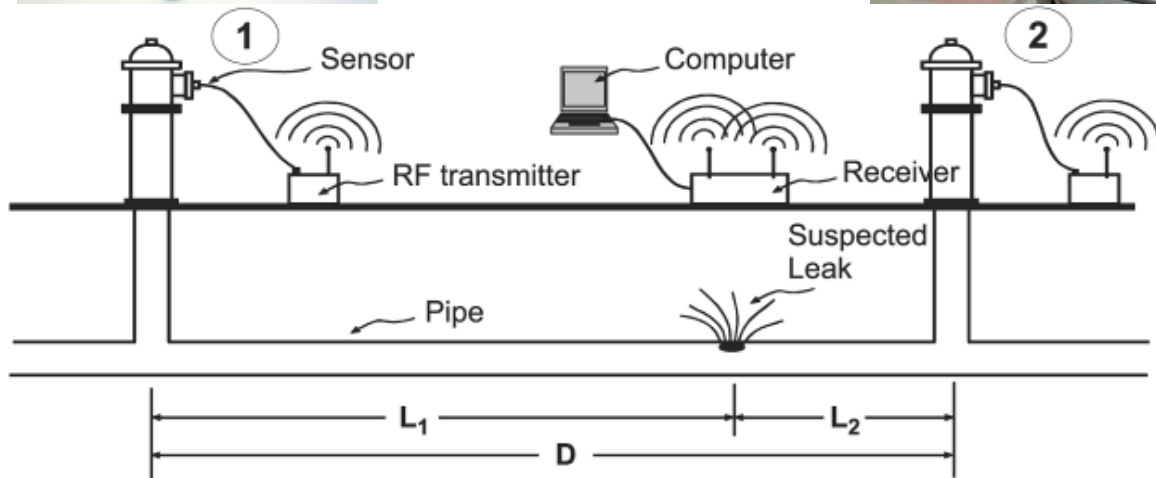 1
2
Sensor
Computer
RF transmitter
Receiver
Suspected
Leak
Pipe
L₁
L₂
D